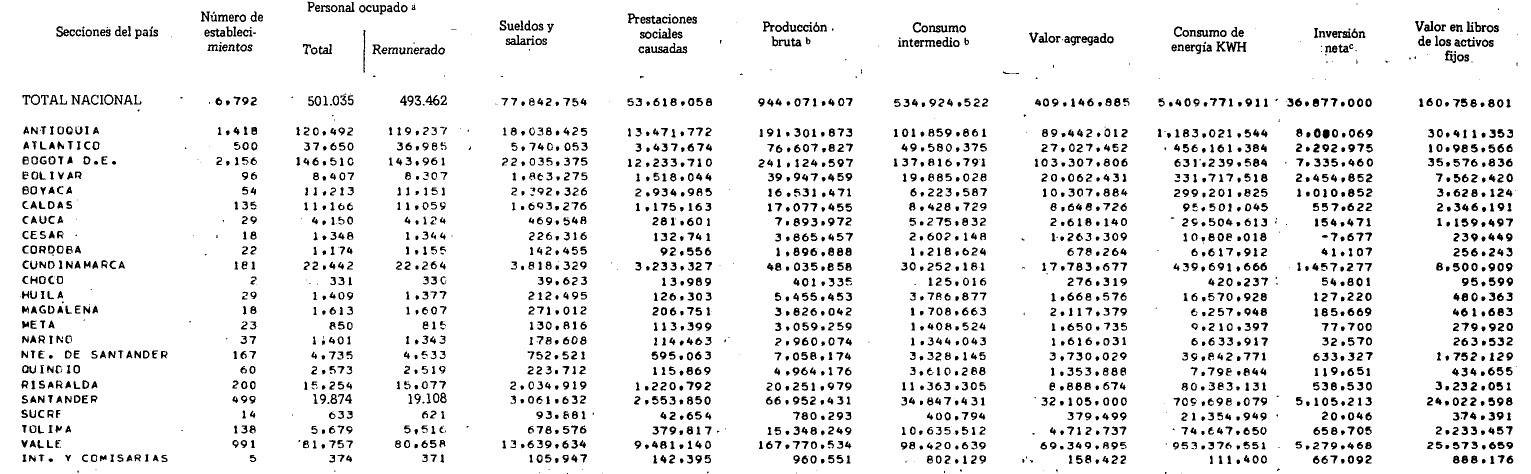 Secciones del país Número de estableci-mientos Personal ocupado a Total Remunerado Sueldos y salarios Prestaciones sociales causadas Producción bruta b Consumo intermedio b Valor agregado Consumo de energía KWH Inversión neta c Valor en libros de los activos fijos
TOTAL NACIONAL 6,792 501.035 493.462 77,842,754 53,618,058 944,071,407 534,924,522 409,146,885 5,409,771,911 36,877,000 160,758,801
ANTIOQUIA 1,418 120,492 119,237 18,038,425 13,471,772 191,301,873 101,859,861 89,442,012 1,183,021,544 8,080,069 30,411,353
ATLANTICO 500 37,650 36,985 5,740,053 3,437,674 76,607,827 49,580,375 27,027,452 456,161,384 2,292,975 10,985,566
BOGOTA D.E. 2,156 146,510 143,961 22,035,375 12,233,710 241,124,597 137,816,791 103,307,806 631,239,584 7,335,460 35,576,836
BOLIVAR 96 8,407 8,307 1,863,275 1,518,044 39,947,459 19,885,028 20,062,431 331,717,518 2,454,852 7,562,420
BOYACA 54 11,213 11,151 2,392,326 2,934,985 16,531,471 6,223,587 10,307,884 299,201,825 1,010,852 3,628,124
CALDAS 135 11,166 11,059 1,693,276 1,175,163 17,077,455 8,428,729 8,648,726 95,501,045 557,622 2,346,191
CAUCA 29 4,150 4,124 469,548 281,601 7,893,972 5,275,832 2,618,140 29,504,613 154,471 1,159,497
CESAR 18 1,348 1,344 226,316 132,741 3,865,457 2,602,148 1,263,309 10,808,018 -7,677 239,449
CORDOBA 22 1,174 1,155 142,455 92,556 1,896,888 1,218,624 678,264 6,617,912 41,107 256,243
CUNDINAMARCA 181 22,442 22,264 3,818,329 3,233,327 48,035,858 30,252,181 17,783,677 439,691,666 1,457,277 8,500,909
CHOCO 2 331 330 39,623 13,989 401,335 125,016 276,319 420,237 54,801 95,599
HUILA 29 1,409 1,377 212,495 126,303 5,455,453 3,786,877 1,668,576 16,570,928 127,220 480,363
MAGDALENA 18 1,613 1,607 271,012 206,751 3,826,042 1,708,663 2,117,379 6,257,948 185,669 461,683
META 23 850 815 130,816 113,399 3,059,259 1,408,524 1,650,735 9,210,397 77,700 279,920
NARINO 37 1,401 1,343 178,608 114,463 2,960,074 1,344,043 1,616,031 6,633,917 32,570 263,532
NTE. DE SANTANDER 167 4,735 4,533 752,521 595,063 7,058,174 3,328,145 3,730,029 39,842,771 633,327 1,752,129
QUINDIO 60 2,573 2,519 223,712 115,869 4,964,176 3,610,288 1,353,888 7,798,844 119,651 434,655
RISARALDA 200 15,254 15,077 2,034,919 1,220,792 20,251,979 11,363,305 8,888,674 80,383,131 538,530 3,232,051
SANTANDER 499 19.874 19.108 3,061,632 2,553,850 66,952,431 34,847,431 32,105,000 709,698,079 5,105,213 24,022,598
SUCRE 14 633 621 93,881 42,654 780,293 400,794 379,499 21,354,949 20,046 374,391
TOLIMA 138 5,679 5,516 678,576 379,817 15,348,249 10,635,512 4,712,737 74,647,650 658,705 2,233,457
VALLE 991 81,757 80,658 13,639,634 9,481,140 167,770,534 98,420,639 69,349,895 953,376,551 5,279,468 25,573,659
INT. Y COMISARIAS 5 374 371 105,947 142,395 960,551 802,129 158,422 111,400 667,092 888,176